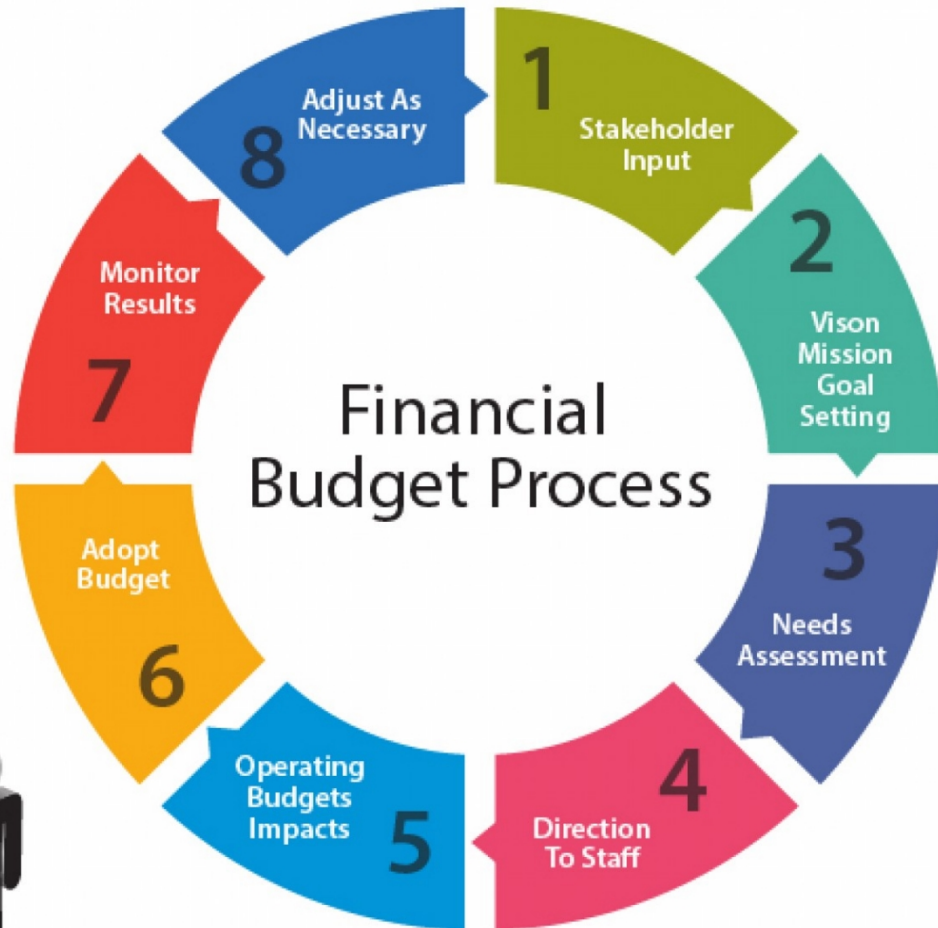 Financial
Budget Process
1
Stakeholder
Input
2
Vison
Mission
Goal
Setting
3
Needs
Assessment
4
Direction
To Staff
5
Operating
Budgets
Impacts
6
Adopt
Budget
7
Monitor
Results
8
Adjust As
Necessary